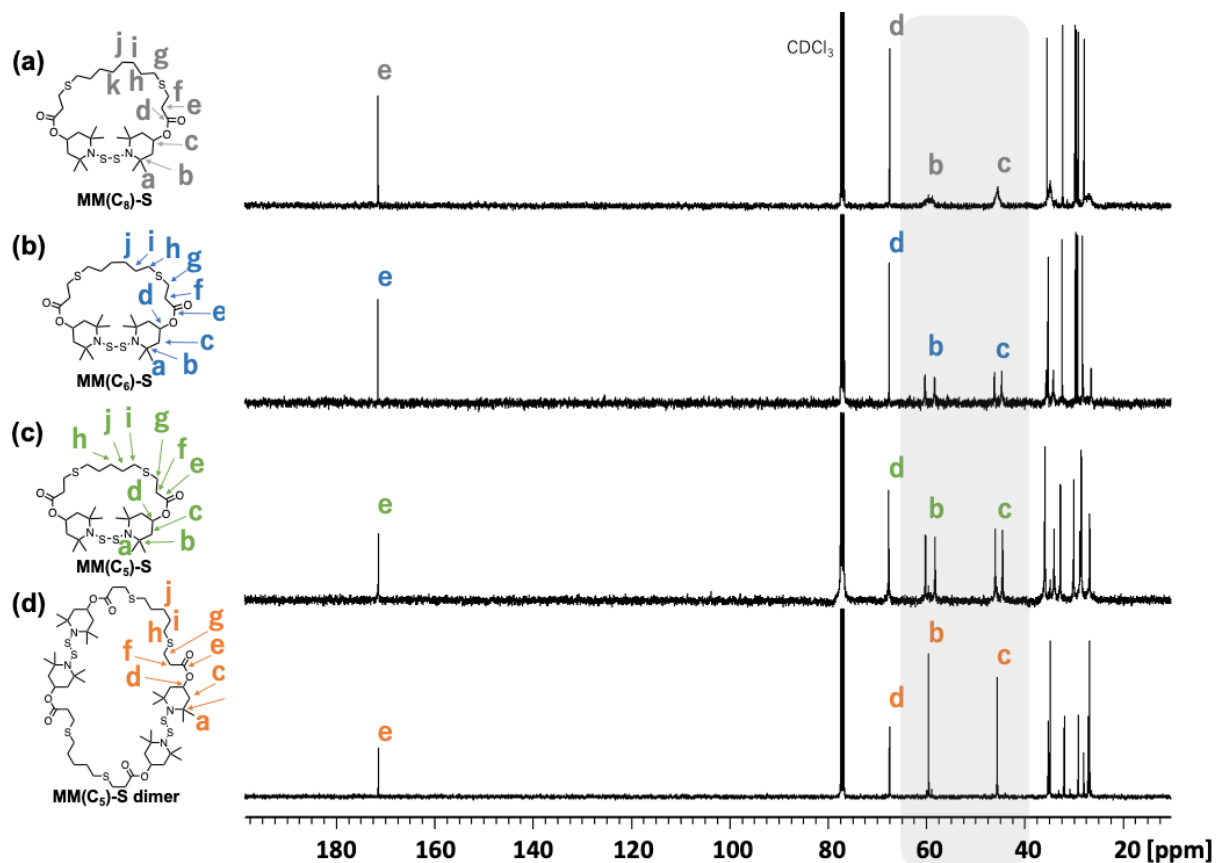 (a)
j i g
k h f
d e
c
b
a
S S
O O
O O
N S-S N
MM(C₈)-S
e
CDCl₃
d
b
c
(b)
j i h
g
f
d e
c
b
a
S S
O O
O O
N S-S N
MM(C₆)-S
e
d
b
c
(c)
h j i g
f
e
d
c
b
a
S S
O O
O O
N S-S N
MM(C₅)-S
e
d
b
c
(d)
j
i
h g
f e
d c
a
O O S
N S
S O
S O
N N
O S
O S N
S O O
S O
MM(C₅)-S dimer
e
d
b
c
180 160 140 120 100 80 60 40 20 [ppm]